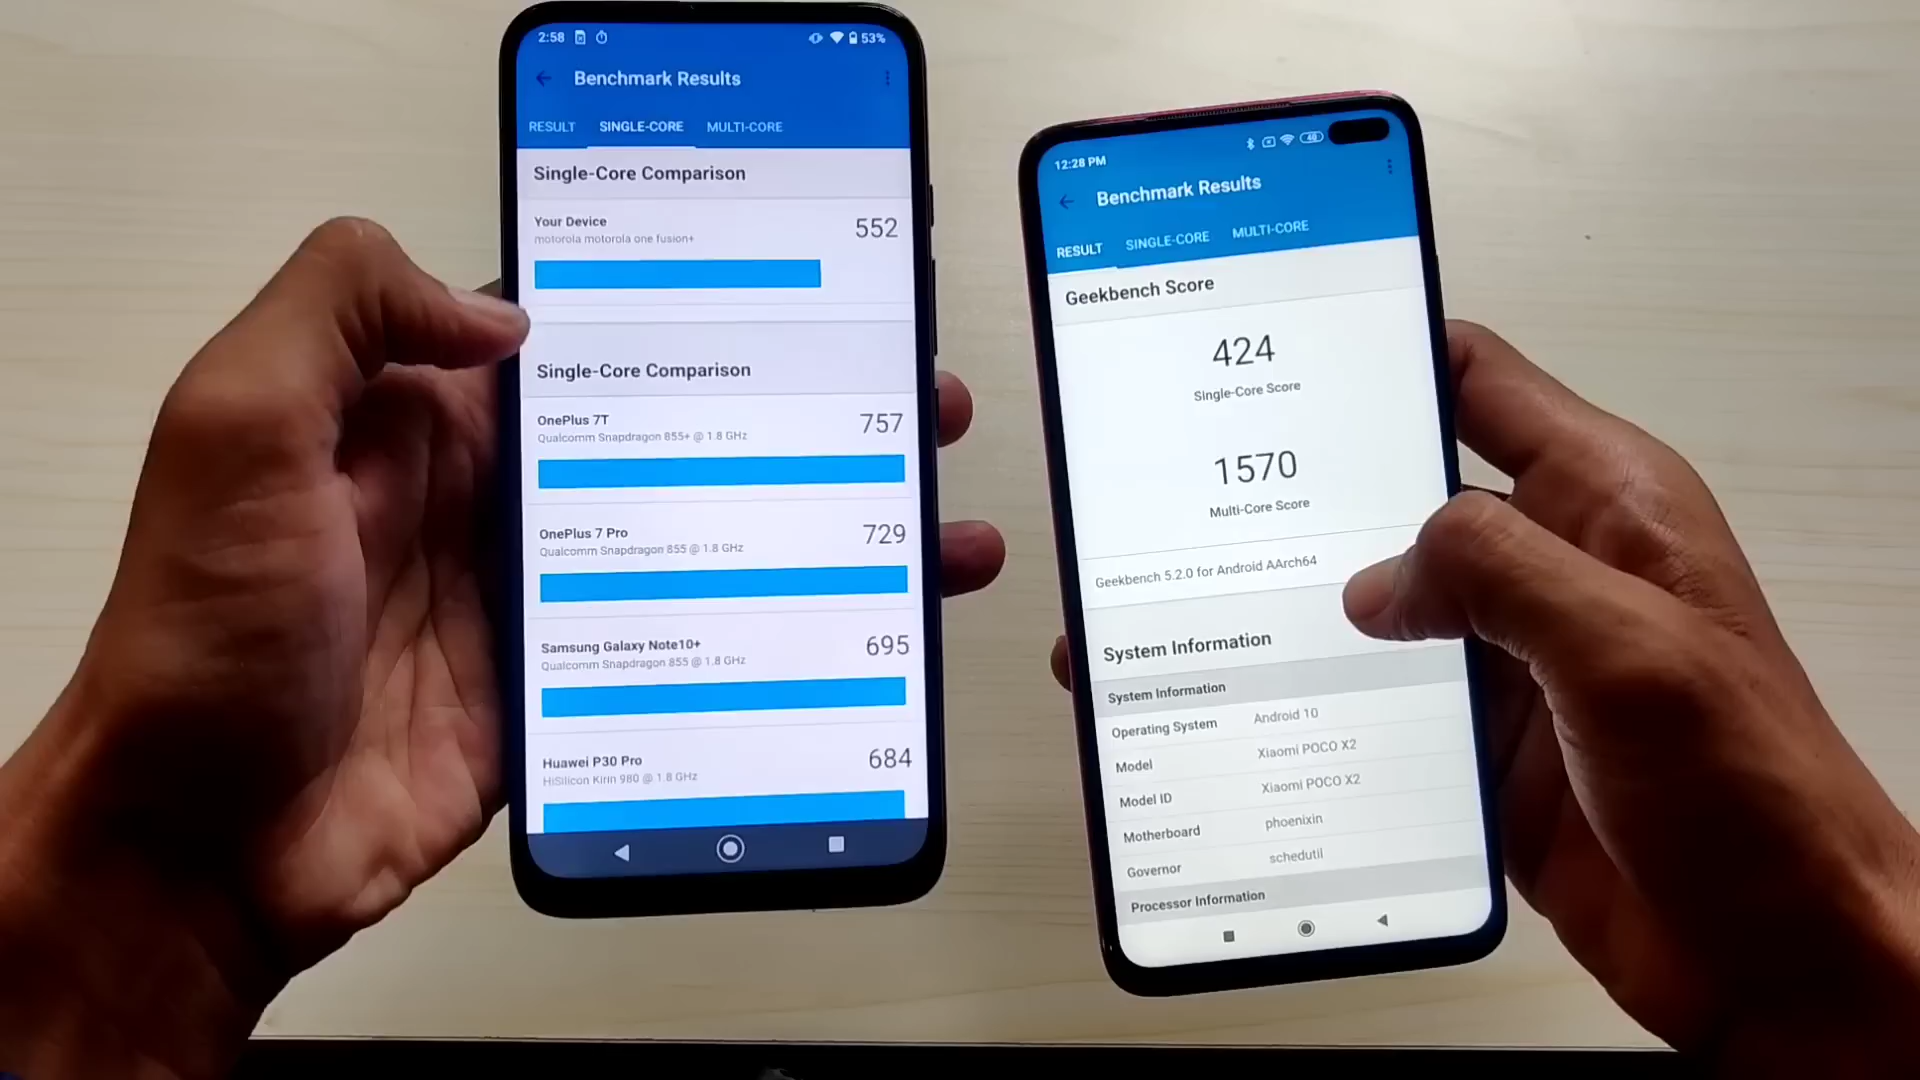 2:58
53%
Benchmark Results
RESULT SINGLE-CORE MULTI-CORE
Single-Core Comparison
Your Device
552
motorola motorola one fusion+
Single-Core Comparison
OnePlus 7T
757
Qualcomm Snapdragon 855+ @ 1.8 GHz
OnePlus 7 Pro
729
Qualcomm Snapdragon 855 @ 1.8 GHz
Samsung Galaxy Note10+
695
Qualcomm Snapdragon 855 @ 1.8 GHz
Huawei P30 Pro
684
HiSilicon Kirin 980 @ 1.8 GHz
12:28 PM
Benchmark Results
RESULT SINGLE-CORE MULTI-CORE
Geekbench Score
424
Single-Core Score
1570
Multi-Core Score
Geekbench 5.2.0 for Android AArch64
System Information
System Information
Operating System Android 10
Model Xiaomi POCO X2
Model ID Xiaomi POCO X2
Motherboard phoenixin
Governor schedutil
Processor Information